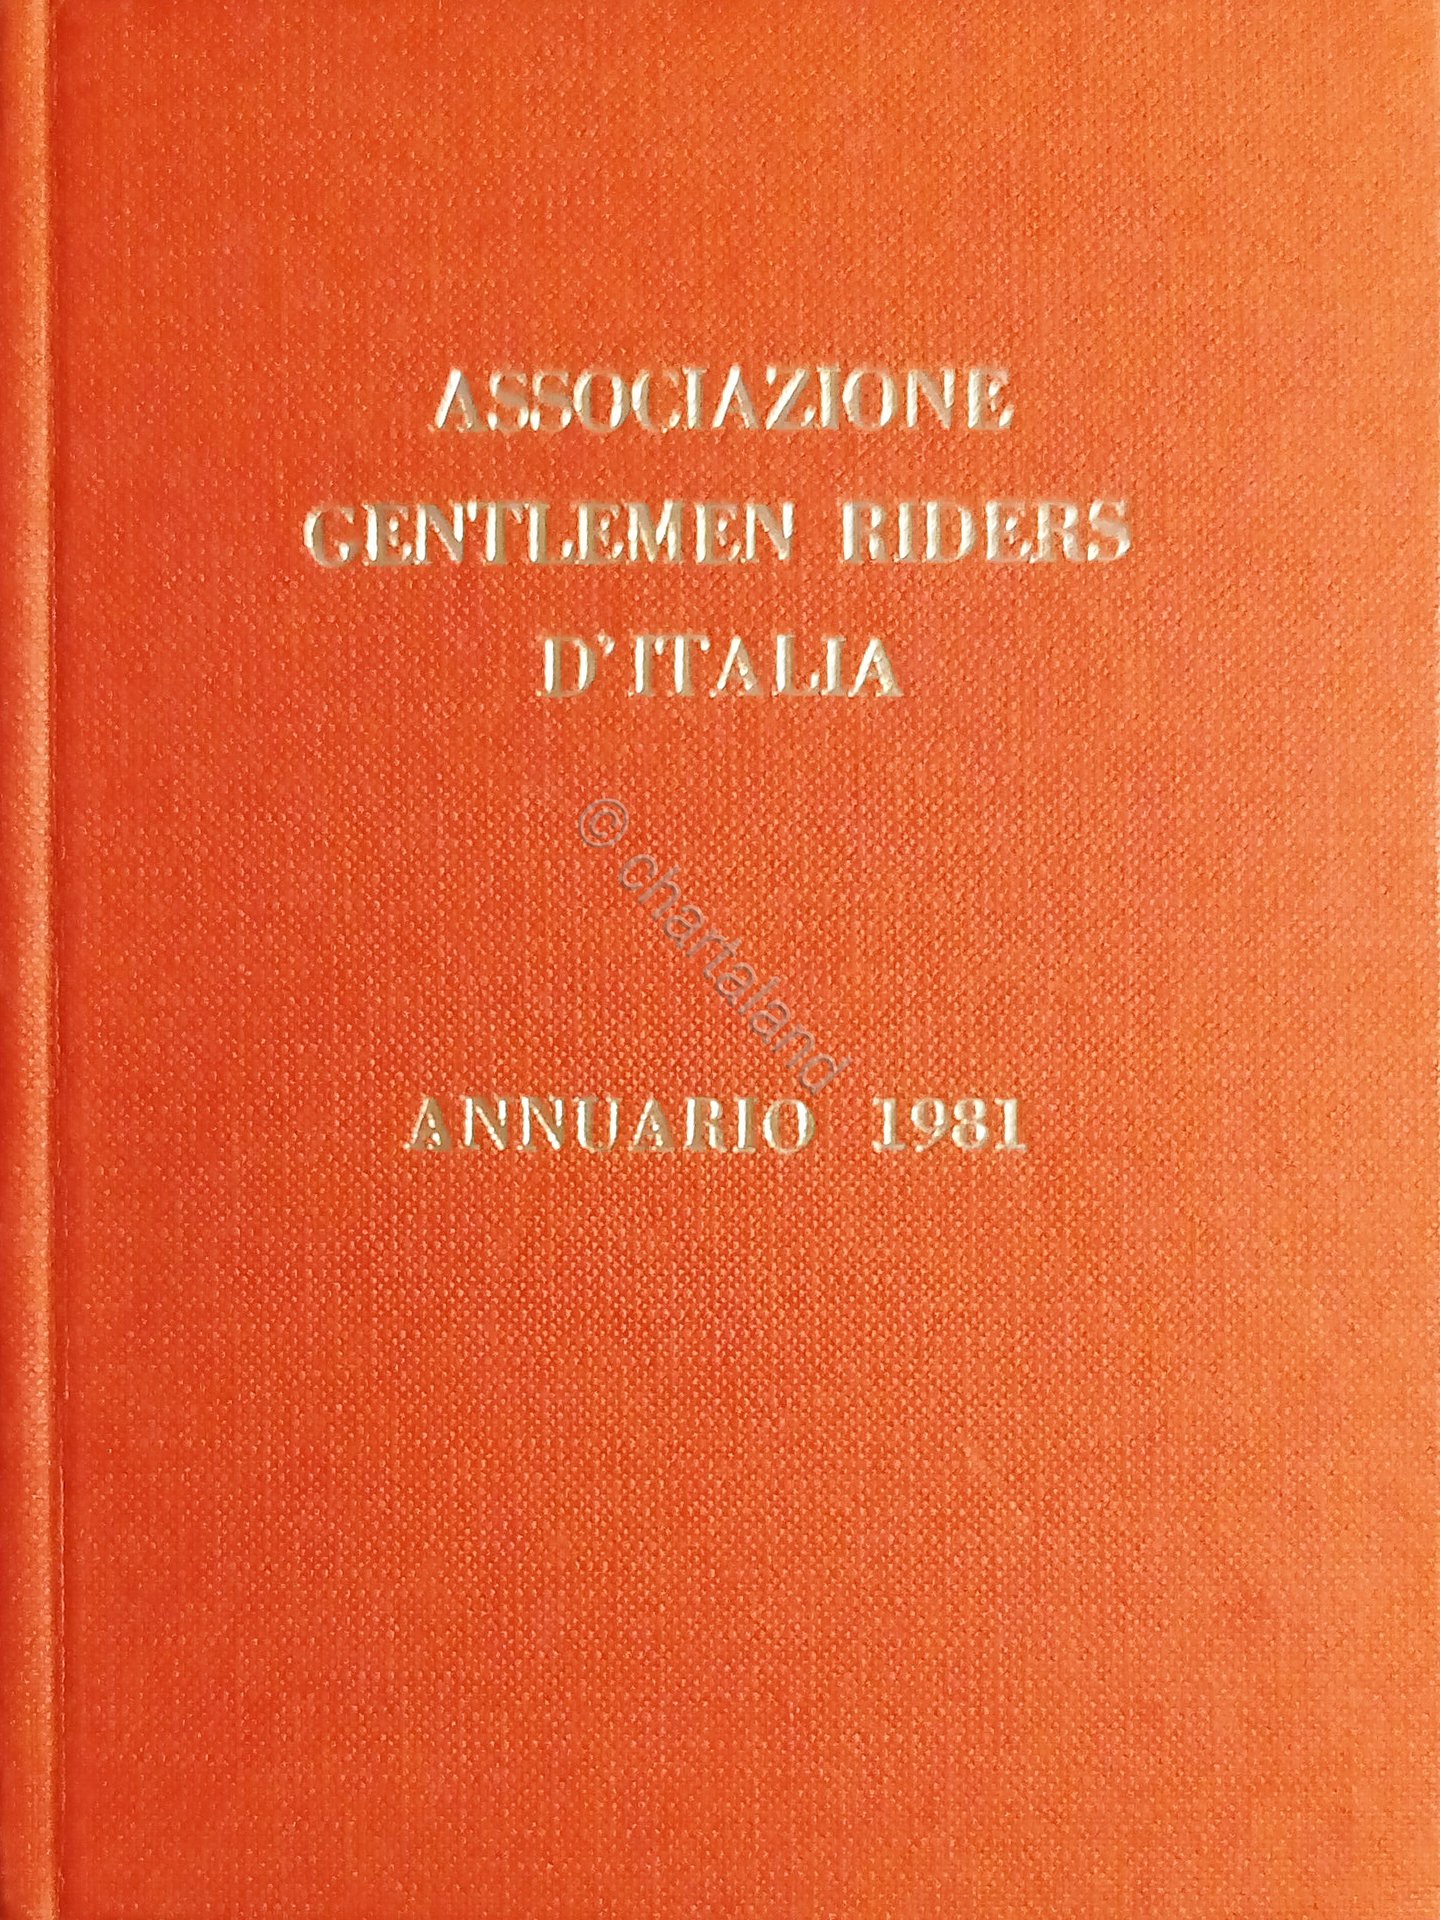 ASSOCIAZIONE
GENTLEMEN RIDERS
D'ITALIA
© chartaland
ANNUARIO 1981